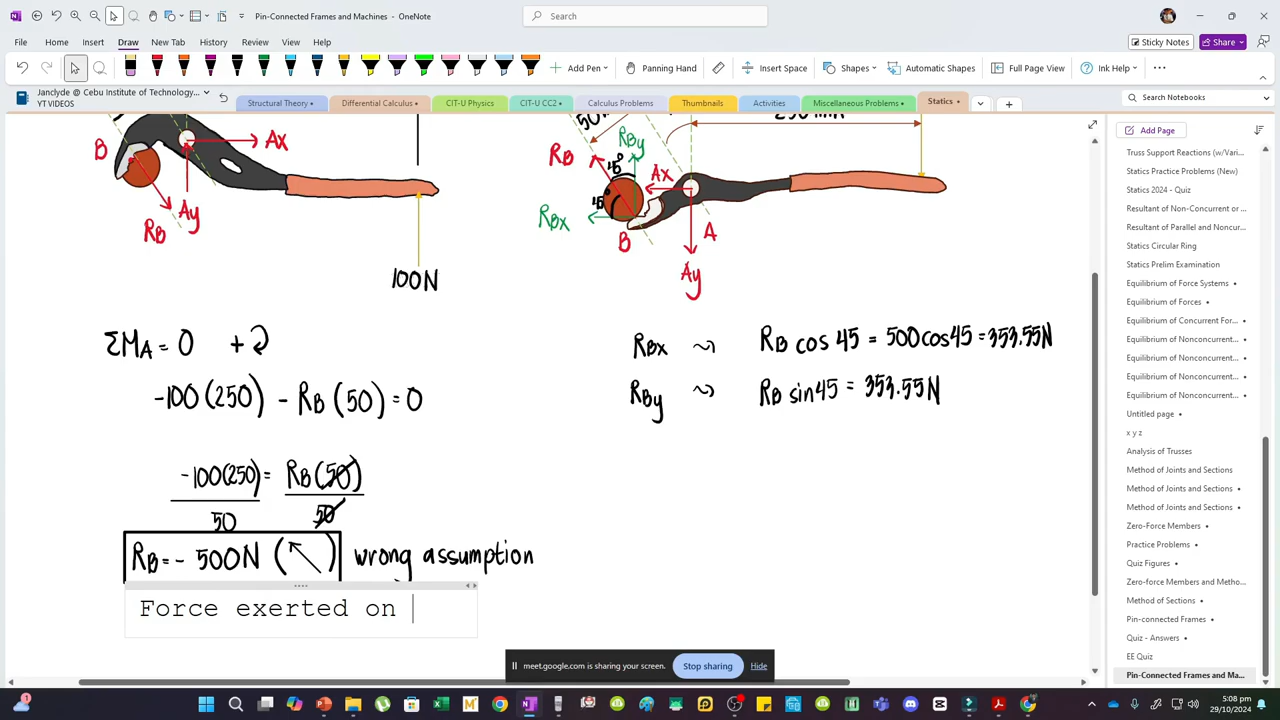 Pin-Connected Frames and Machines - OneNote
Search
File Home Insert Draw New Tab History Review View Help
Sticky Notes
Share
Add Pen
Panning Hand
Insert Space
Shapes
Automatic Shapes
Full Page View
Ink Help
Janclyde @ Cebu Institute of Technology...
YT VIDEOS
Structural Theory
Differential Calculus
CIT-U Physics
CIT-U CC2
Calculus Problems
Thumbnails
Activities
Miscellaneous Problems
Statics
Search Notebooks
Add Page
Truss Support Reactions (w/Vari...
Statics Practice Problems (New)
Statics 2024 - Quiz
Resultant of Non-Concurrent or ...
Resultant of Parallel and Noncur...
Statics Circular Ring
Statics Prelim Examination
Equilibrium of Force Systems
Equilibrium of Forces
Equilibrium of Concurrent For...
Equilibrium of Nonconcurrent...
Equilibrium of Nonconcurrent...
Equilibrium of Nonconcurrent...
Equilibrium of Nonconcurrent...
Untitled page
x y z
Analysis of Trusses
Method of Joints and Sections
Method of Joints and Sections
Method of Joints and Sections
Zero-Force Members
Practice Problems
Quiz Figures
Zero-force Members and Metho...
Method of Sections
Pin-connected Frames
Quiz - Answers
EE Quiz
Pin-Connected Frames and Ma...
B
Ax
Ay
RB
100N
RB
RBy
45°
Ax
45°
RBx
B
A
Ay
ΣMA = 0 +
-100(250) - RB(50) = 0
-100(250) = RB(50)
50 50
RB = - 500N (↖) wrong assumption
Force exerted on
RBx ~ RB cos 45 = 500cos45 = 353.55N
RBy ~ RB sin45 = 353.55N
meet.google.com is sharing your screen.
Stop sharing
Hide
1
5:08 pm
29/10/2024